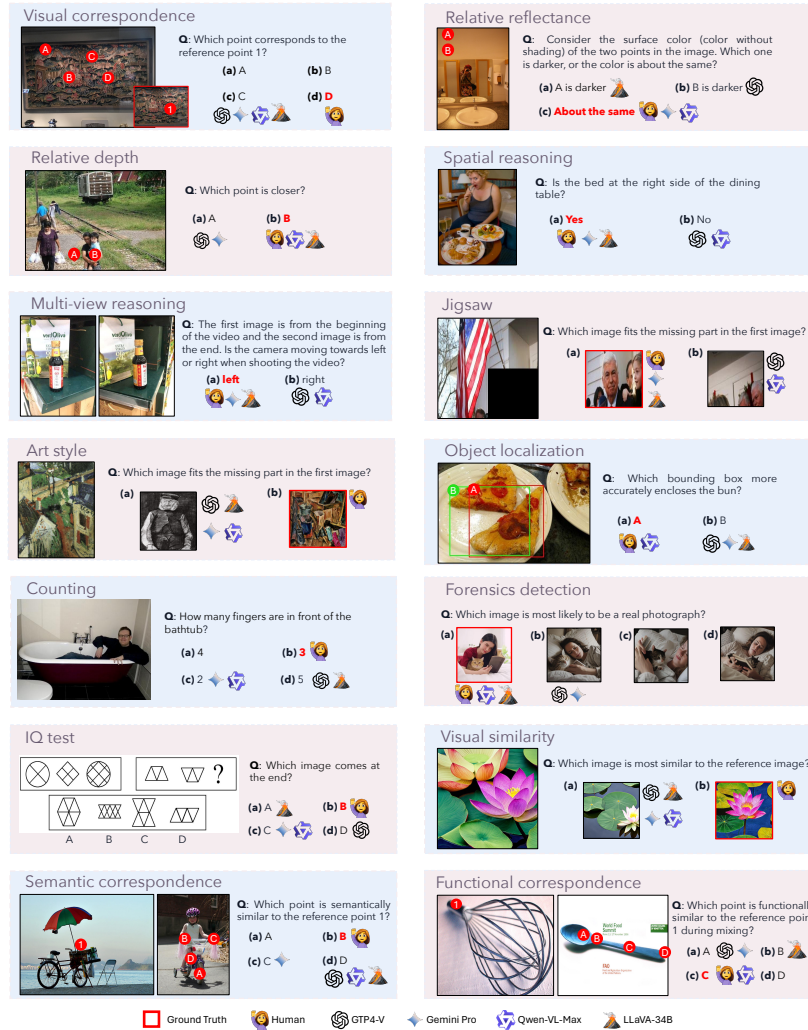 Visual correspondence
A
C
B
D
1
Q: Which point corresponds to the
reference point 1?
(a) A
(b) B
(c) C
(d) D
Relative reflectance
A
B
Q: Consider the surface color (color without
shading) of the two points in the image. Which one
is darker, or the color is about the same?
(a) A is darker
(b) B is darker
(c) About the same
Relative depth
A
B
Q: Which point is closer?
(a) A
(b) B
Spatial reasoning
Q: Is the bed at the right side of the dining
table?
(a) Yes
(b) No
Multi-view reasoning
Q: The first image is from the beginning
of the video and the second image is from
the end. Is the camera moving towards left
or right when shooting the video?
(a) left
(b) right
Jigsaw
Q: Which image fits the missing part in the first image?
(a)
(b)
Art style
Q: Which image fits the missing part in the first image?
(a)
(b)
Object localization
B
A
Q: Which bounding box more
accurately encloses the bun?
(a) A
(b) B
Counting
Q: How many fingers are in front of the
bathtub?
(a) 4
(b) 3
(c) 2
(d) 5
Forensics detection
Q: Which image is most likely to be a real photograph?
(a)
(b)
(c)
(d)
IQ test
?
A
B
C
D
Q: Which image comes at
the end?
(a) A
(b) B
(c) C
(d) D
Visual similarity
Q: Which image is most similar to the reference image?
(a)
(b)
Semantic correspondence
1
B
C
D
A
Q: Which point is semantically
similar to the reference point 1?
(a) A
(b) B
(c) C
(d) D
Functional correspondence
1
World Food
Summit
FAO
A
B
C
D
Q: Which point is functionall
similar to the reference poin
1 during mixing?
(a) A
(b) B
(c) C
(d) D
Ground Truth
Human
GTP4-V
Gemini Pro
Qwen-VL-Max
LLaVA-34B